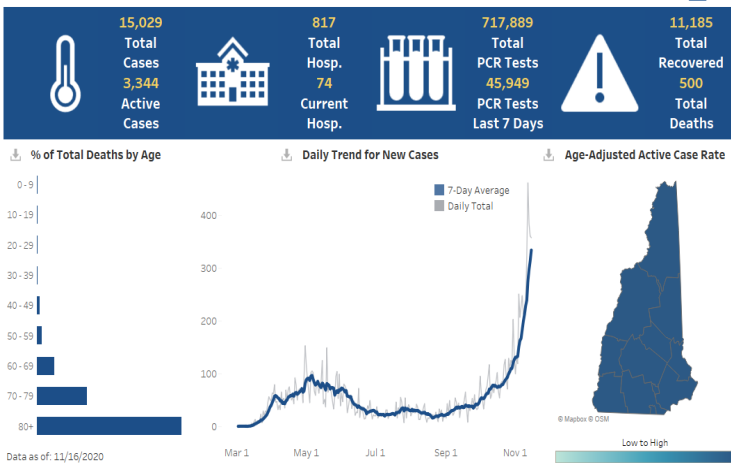 15,029
Total
Cases
3,344
Active
Cases
817
Total
Hosp.
74
Current
Hosp.
717,889
Total
PCR Tests
45,949
PCR Tests
Last 7 Days
11,185
Total
Recovered
500
Total
Deaths
% of Total Deaths by Age
0 - 9
10 - 19
20 - 29
30 - 39
40 - 49
50 - 59
60 - 69
70 - 79
80+
Data as of: 11/16/2020
Daily Trend for New Cases
7-Day Average
Daily Total
400
300
200
100
0
Mar 1 May 1 Jul 1 Sep 1 Nov 1
Age-Adjusted Active Case Rate
© Mapbox © OSM
Low to High